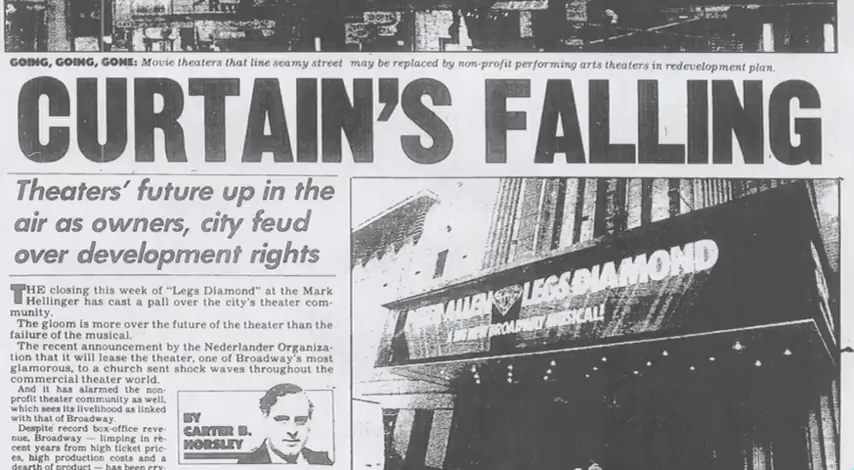 GOING, GOING, GONE: Movie theaters that line seamy street may be replaced by non-profit performing arts theaters in redevelopment plan.
CURTAIN'S FALLING
Theaters' future up in the
air as owners, city feud
over development rights
THE closing this week of "Legs Diamond" at the Mark
Hellinger has cast a pall over the city's theater com-
munity.
The gloom is more over the future of the theater than the
failure of the musical.
The recent announcement by the Nederlander Organiza-
tion that it will lease the theater, one of Broadway's most
glamorous, to a church sent shock waves throughout the
commercial theater world.
And it has alarmed the non-
profit theater community as well,
which sees its livelihood as linked
with that of Broadway.
Despite record box-office reve-
nue, Broadway — limping in re-
cent years from high ticket pric-
es, high production costs and a
dearth of product — has been cry-
BY
CARTER B.
HORSLEY
PETER ALLEN LEGS DIAMOND
THE NEW BROADWAY MUSICAL!